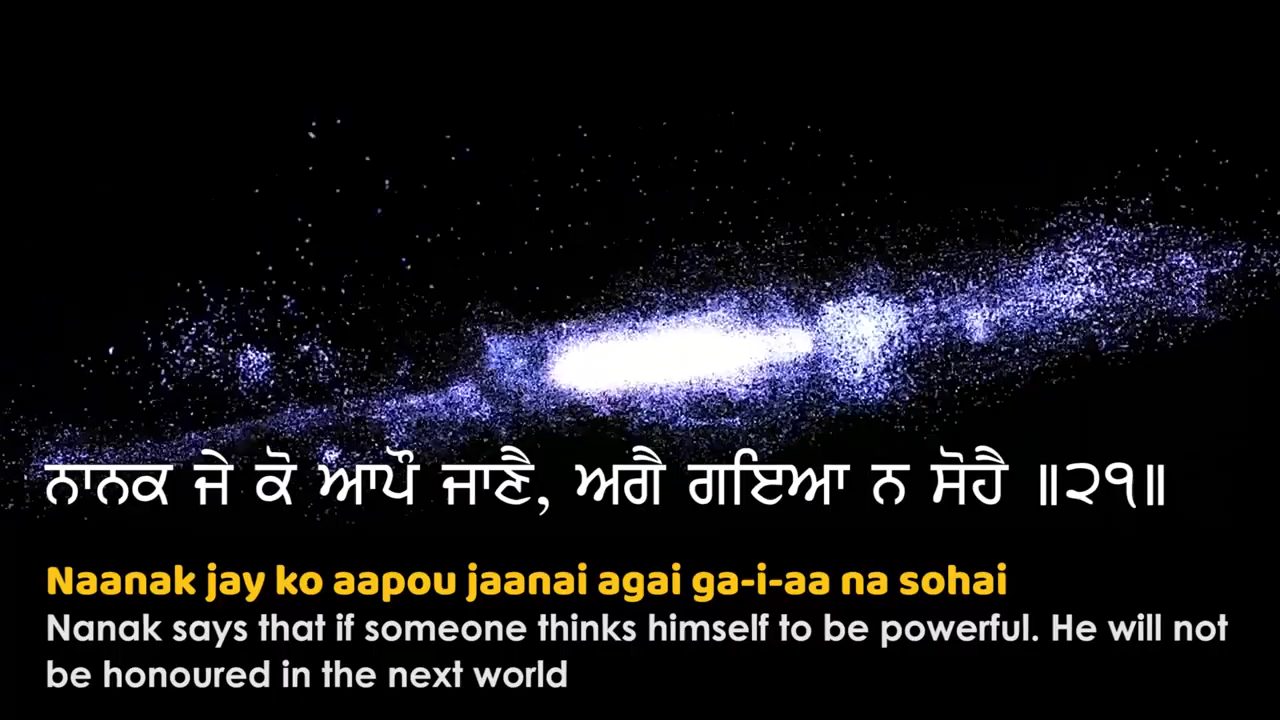 ਨਾਨਕ ਜੇ ਕੋ ਆਪੌ ਜਾਣੈ, ਅਗੈ ਗਇਆ ਨ ਸੋਹੈ ॥੨੧॥
Naanak jay ko aapou jaanai agai ga-i-aa na sohai
Nanak says that if someone thinks himself to be powerful. He will not
be honoured in the next world